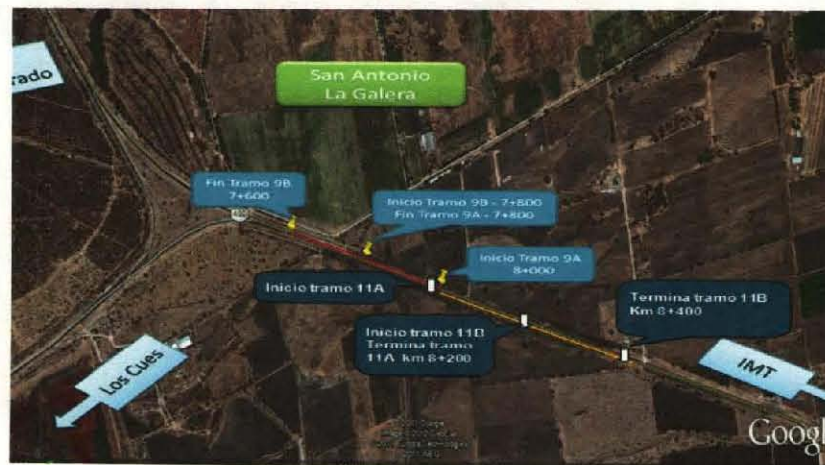 rado
San Antonio
La Galera
Fin Tramo 9B
7+600
Inicio Tramo 9B - 7+800
Fin Tramo 9A - 7+800
Inicio Tramo 9A
8+000
Inicio tramo 11A
Termina tramo 11B
Km 8+400
Inicio tramo 11B
Termina tramo
11A km 8+200
Los Cues
IMT
Googl